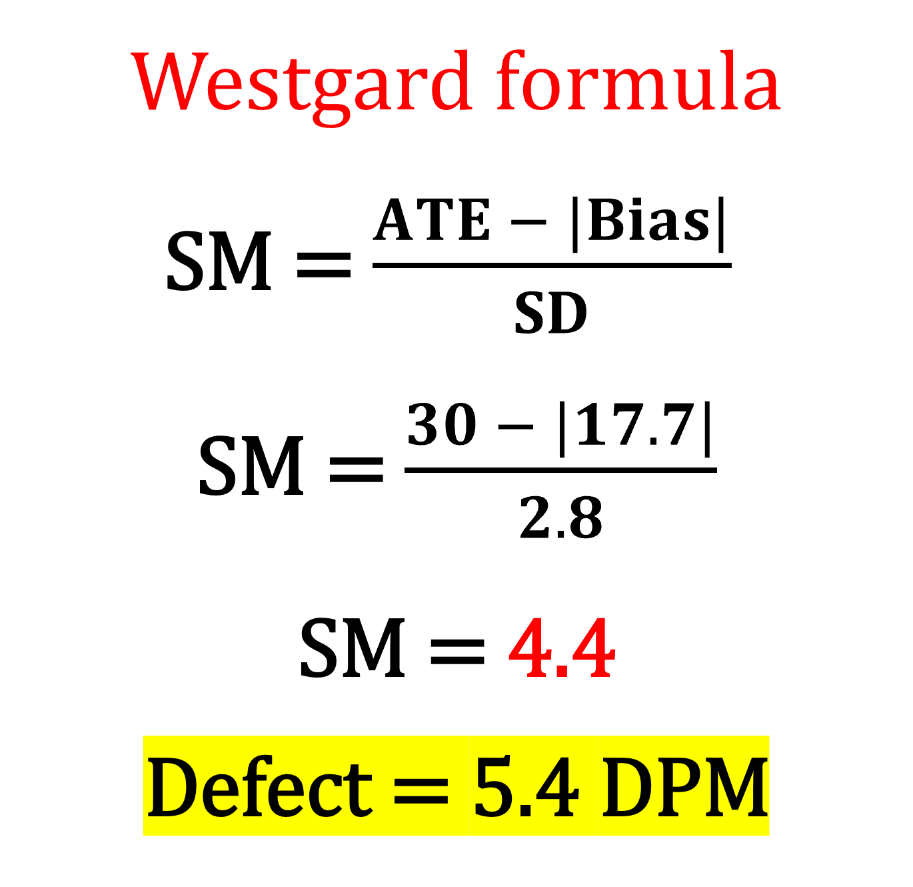 Westgard formula
SM = ATE − |Bias| / SD
SM = 30 − |17.7| / 2.8
SM = 4.4
Defect = 5.4 DPM